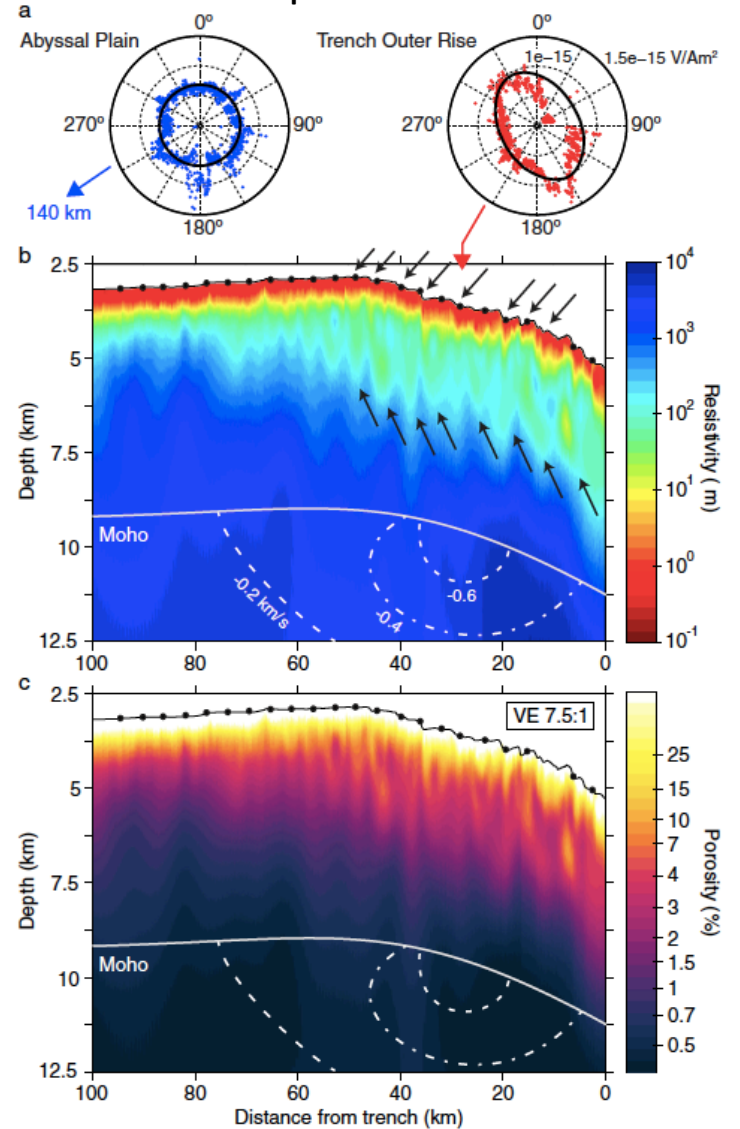 a
Abyssal Plain
0º
270º
90º
180º
140 km
Trench Outer Rise
0º
1e−15
1.5e−15 V/Am²
270º
90º
180º
b
2.5
5
7.5
10
12.5
Depth (km)
Moho
-0.2 km/s
-0.4
-0.6
100
80
60
40
20
0
10⁴
10³
10²
10¹
10⁰
10⁻¹
Resistivity ( m)
c
2.5
5
7.5
10
12.5
Depth (km)
VE 7.5:1
Moho
100
80
60
40
20
0
Distance from trench (km)
25
15
10
7
4
3
2
1.5
1
0.7
0.5
Porosity (%)